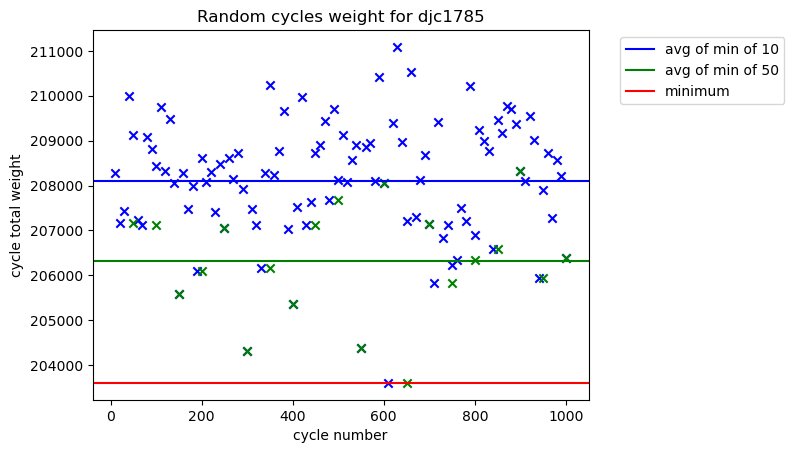 Random cycles weight for djc1785
avg of min of 10
avg of min of 50
minimum
211000
210000
209000
208000
207000
206000
205000
204000
cycle total weight
0 200 400 600 800 1000
cycle number